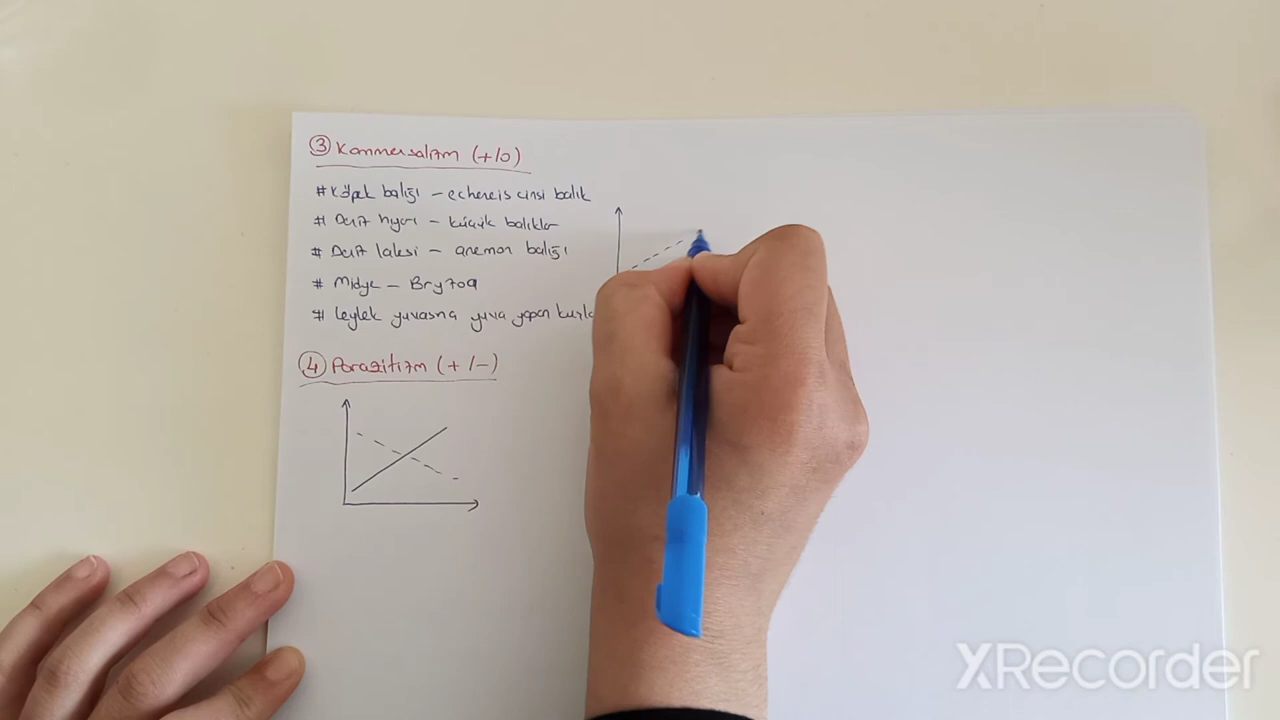 ③ Kommensalizm (+/0)
# Köpek balığı – echeneis cinsi balık
# Deniz hıyarı – küçük balıklar
# Deniz lalesi – anemon balığı
# Midye – Bryzoa
# leylek yuvasına yuva yapan
④ Parazitizm (+/-)
XRecorder